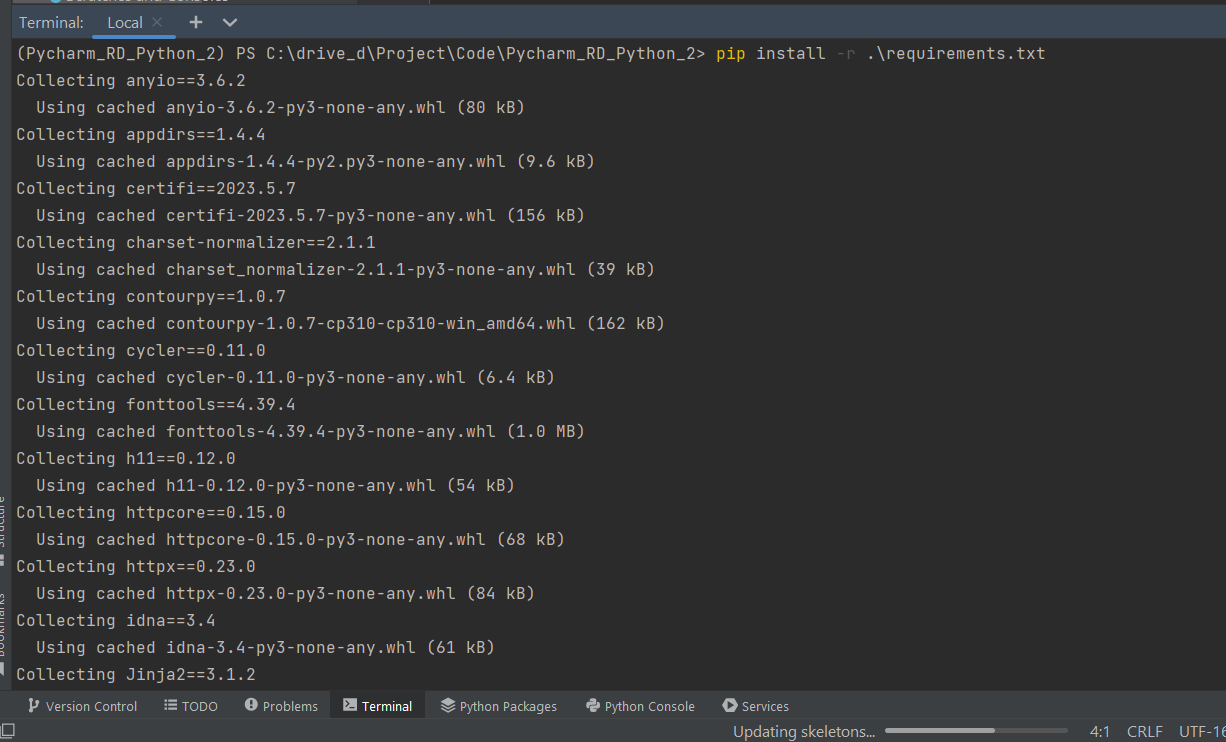 Terminal:  Local  ×  +
(Pycharm_RD_Python_2) PS C:\drive_d\Project\Code\Pycharm_RD_Python_2> pip install -r .\requirements.txt
Collecting anyio==3.6.2
  Using cached anyio-3.6.2-py3-none-any.whl (80 kB)
Collecting appdirs==1.4.4
  Using cached appdirs-1.4.4-py2.py3-none-any.whl (9.6 kB)
Collecting certifi==2023.5.7
  Using cached certifi-2023.5.7-py3-none-any.whl (156 kB)
Collecting charset-normalizer==2.1.1
  Using cached charset_normalizer-2.1.1-py3-none-any.whl (39 kB)
Collecting contourpy==1.0.7
  Using cached contourpy-1.0.7-cp310-cp310-win_amd64.whl (162 kB)
Collecting cycler==0.11.0
  Using cached cycler-0.11.0-py3-none-any.whl (6.4 kB)
Collecting fonttools==4.39.4
  Using cached fonttools-4.39.4-py3-none-any.whl (1.0 MB)
Collecting h11==0.12.0
  Using cached h11-0.12.0-py3-none-any.whl (54 kB)
Collecting httpcore==0.15.0
  Using cached httpcore-0.15.0-py3-none-any.whl (68 kB)
Collecting httpx==0.23.0
  Using cached httpx-0.23.0-py3-none-any.whl (84 kB)
Collecting idna==3.4
  Using cached idna-3.4-py3-none-any.whl (61 kB)
Collecting Jinja2==3.1.2
Version Control  TODO  Problems  Terminal  Python Packages  Python Console  Services
Updating skeletons...  4:1  CRLF  UTF-16